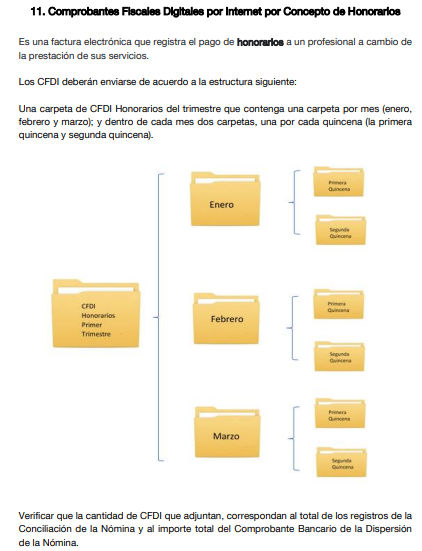 11. Comprobantes Fiscales Digitales por Internet por Concepto de Honorarios
Es una factura electrónica que registra el pago de honorarios a un profesional a cambio de
la prestación de sus servicios.
Los CFDI deberán enviarse de acuerdo a la estructura siguiente:
Una carpeta de CFDI Honorarios del trimestre que contenga una carpeta por mes (enero,
febrero y marzo); y dentro de cada mes dos carpetas, una por cada quincena (la primera
quincena y segunda quincena).
CFDI
Honorarios
Primer
Trimestre
Enero
Primera
Quincena
Segunda
Quincena
Febrero
Primera
Quincena
Segunda
Quincena
Marzo
Primera
Quincena
Segunda
Quincena
Verificar que la cantidad de CFDI que adjuntan, correspondan al total de los registros de la
Conciliación de la Nómina y al importe total del Comprobante Bancario de la Dispersión
de la Nómina.